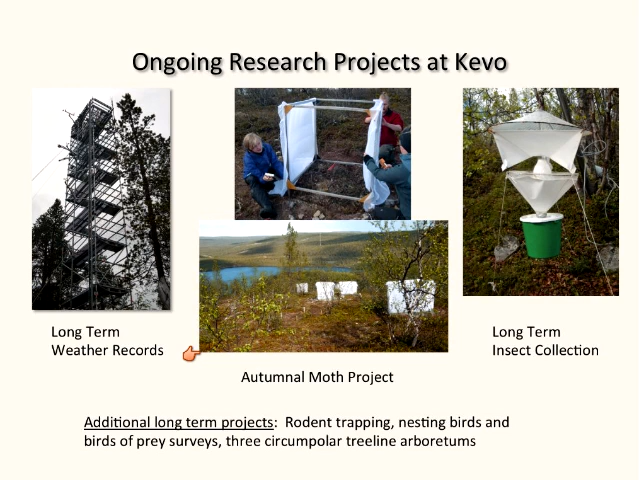 Ongoing Research Projects at Kevo
Long Term
Weather Records
Autumnal Moth Project
Long Term
Insect Collection
Additional long term projects: Rodent trapping, nesting birds and
birds of prey surveys, three circumpolar treeline arboretums